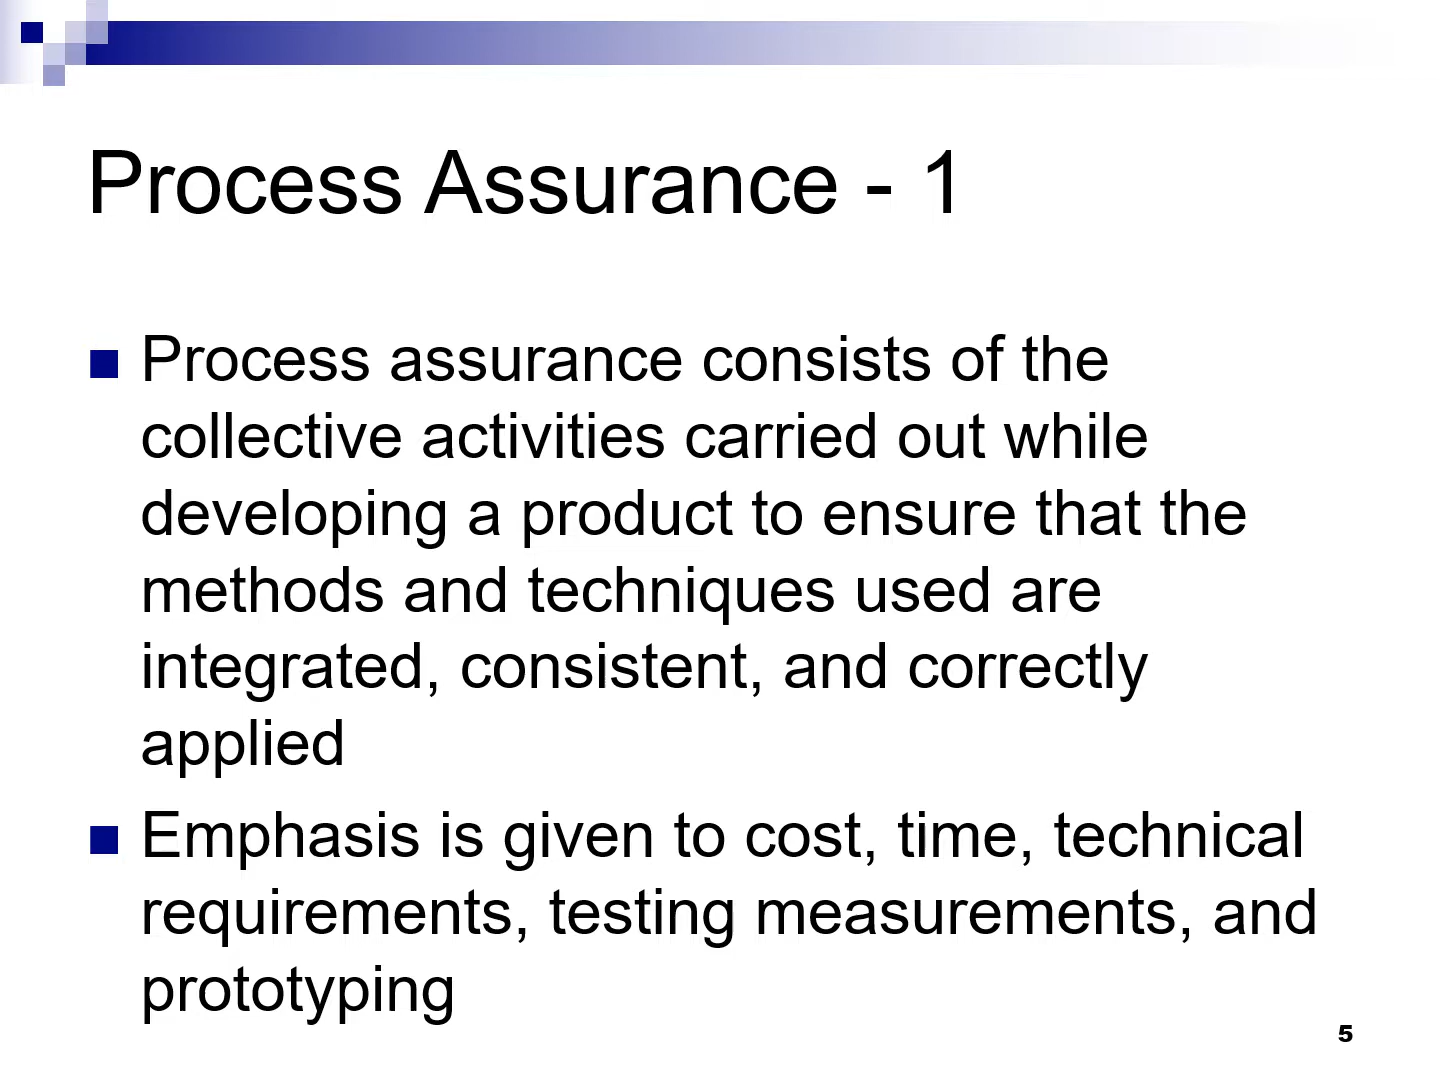 Process Assurance - 1
Process assurance consists of the
collective activities carried out while
developing a product to ensure that the
methods and techniques used are
integrated, consistent, and correctly
applied
Emphasis is given to cost, time, technical
requirements, testing measurements, and
prototyping
5